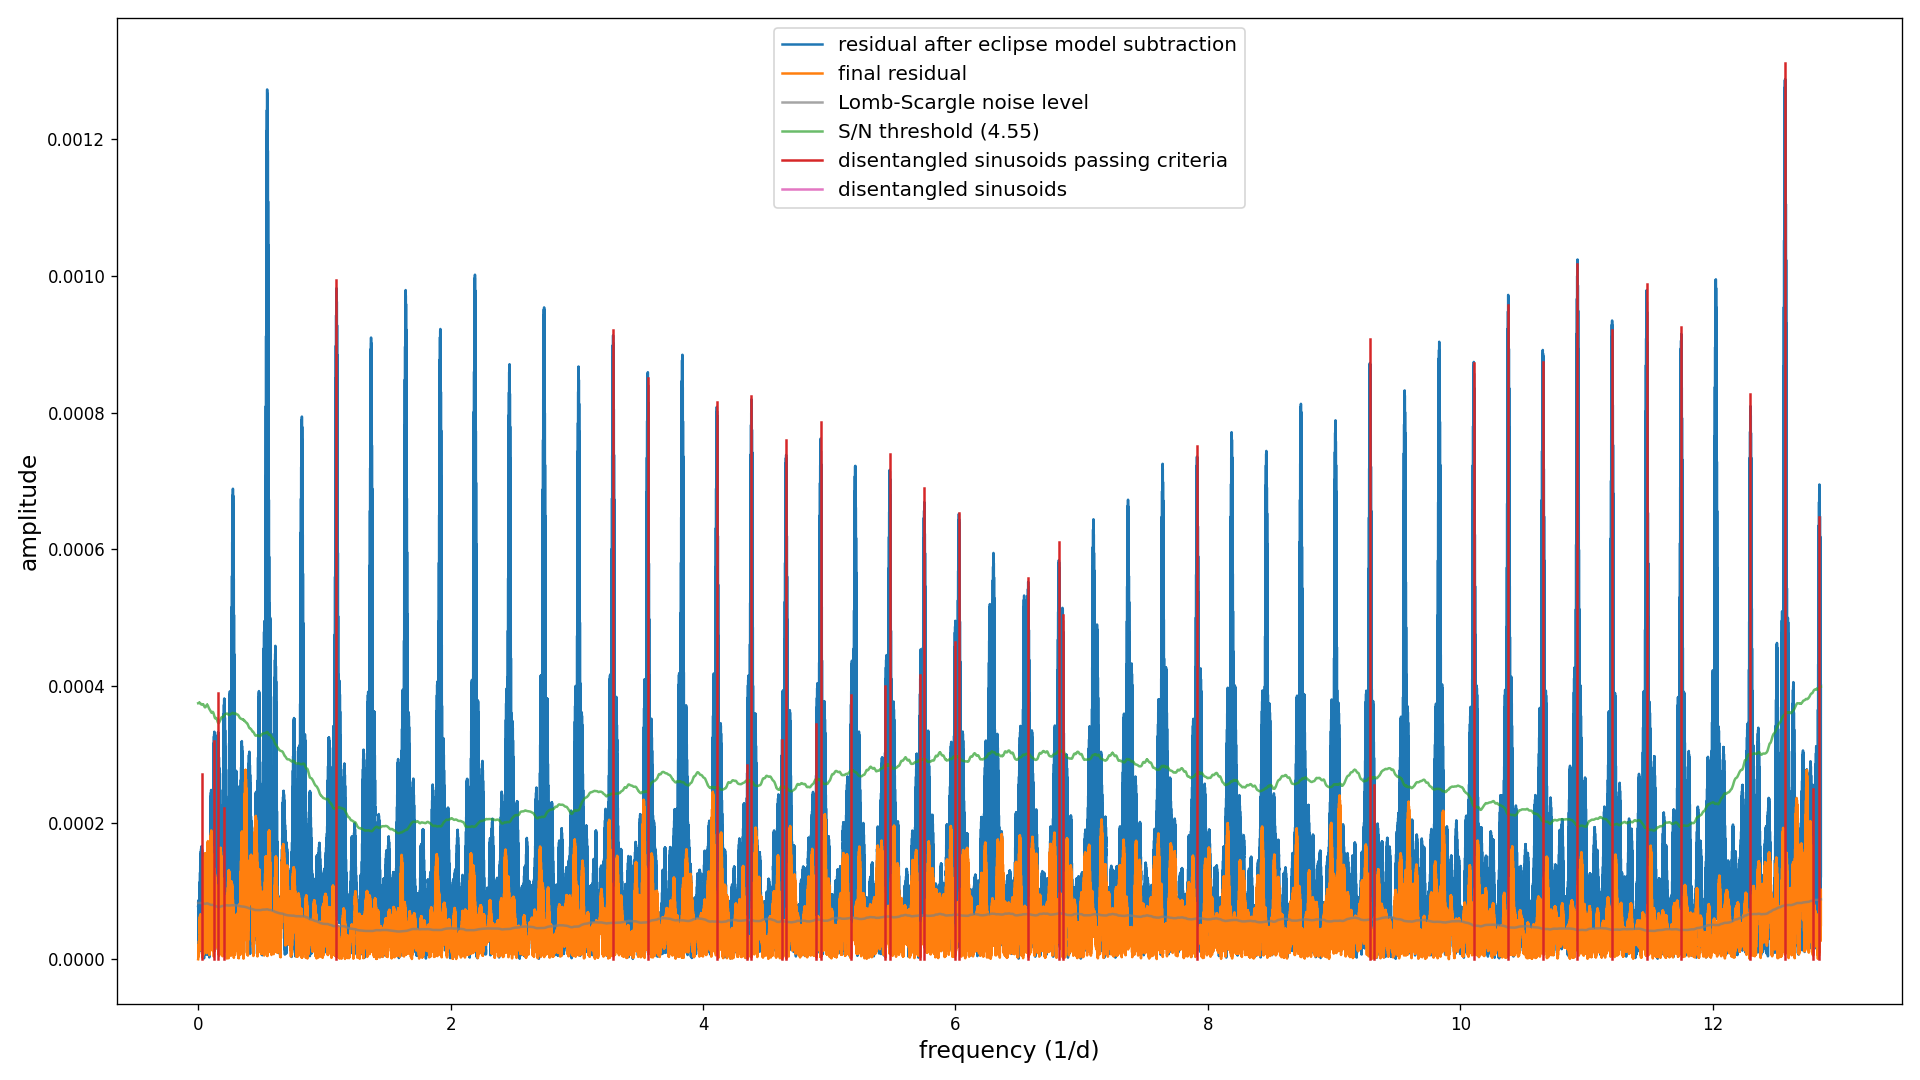 residual after eclipse model subtraction
final residual
Lomb-Scargle noise level
S/N threshold (4.55)
disentangled sinusoids passing criteria
disentangled sinusoids
0.0012
0.0010
0.0008
0.0006
0.0004
0.0002
0.0000
amplitude
0 2 4 6 8 10 12
frequency (1/d)